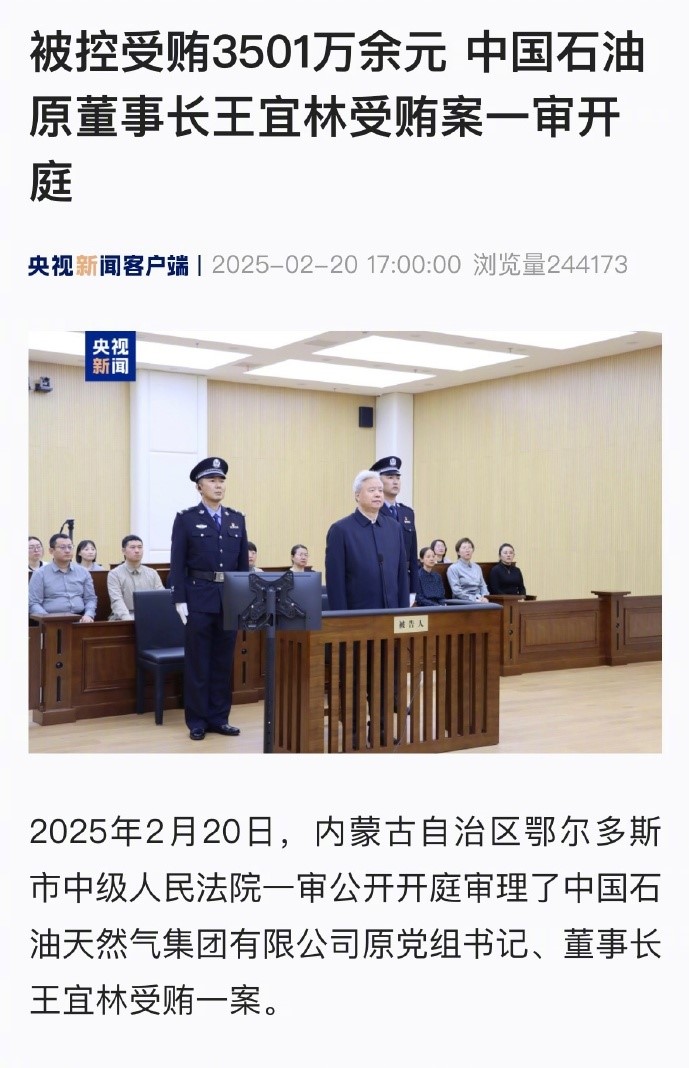 被控受贿3501万余元 中国石油
原董事长王宜林受贿案一审开
庭
央视新闻客户端 | 2025-02-20 17:00:00 浏览量244173
央视
新闻
被告人
2025年2月20日，内蒙古自治区鄂尔多斯
市中级人民法院一审公开开庭审理了中国石
油天然气集团有限公司原党组书记、董事长
王宜林受贿一案。